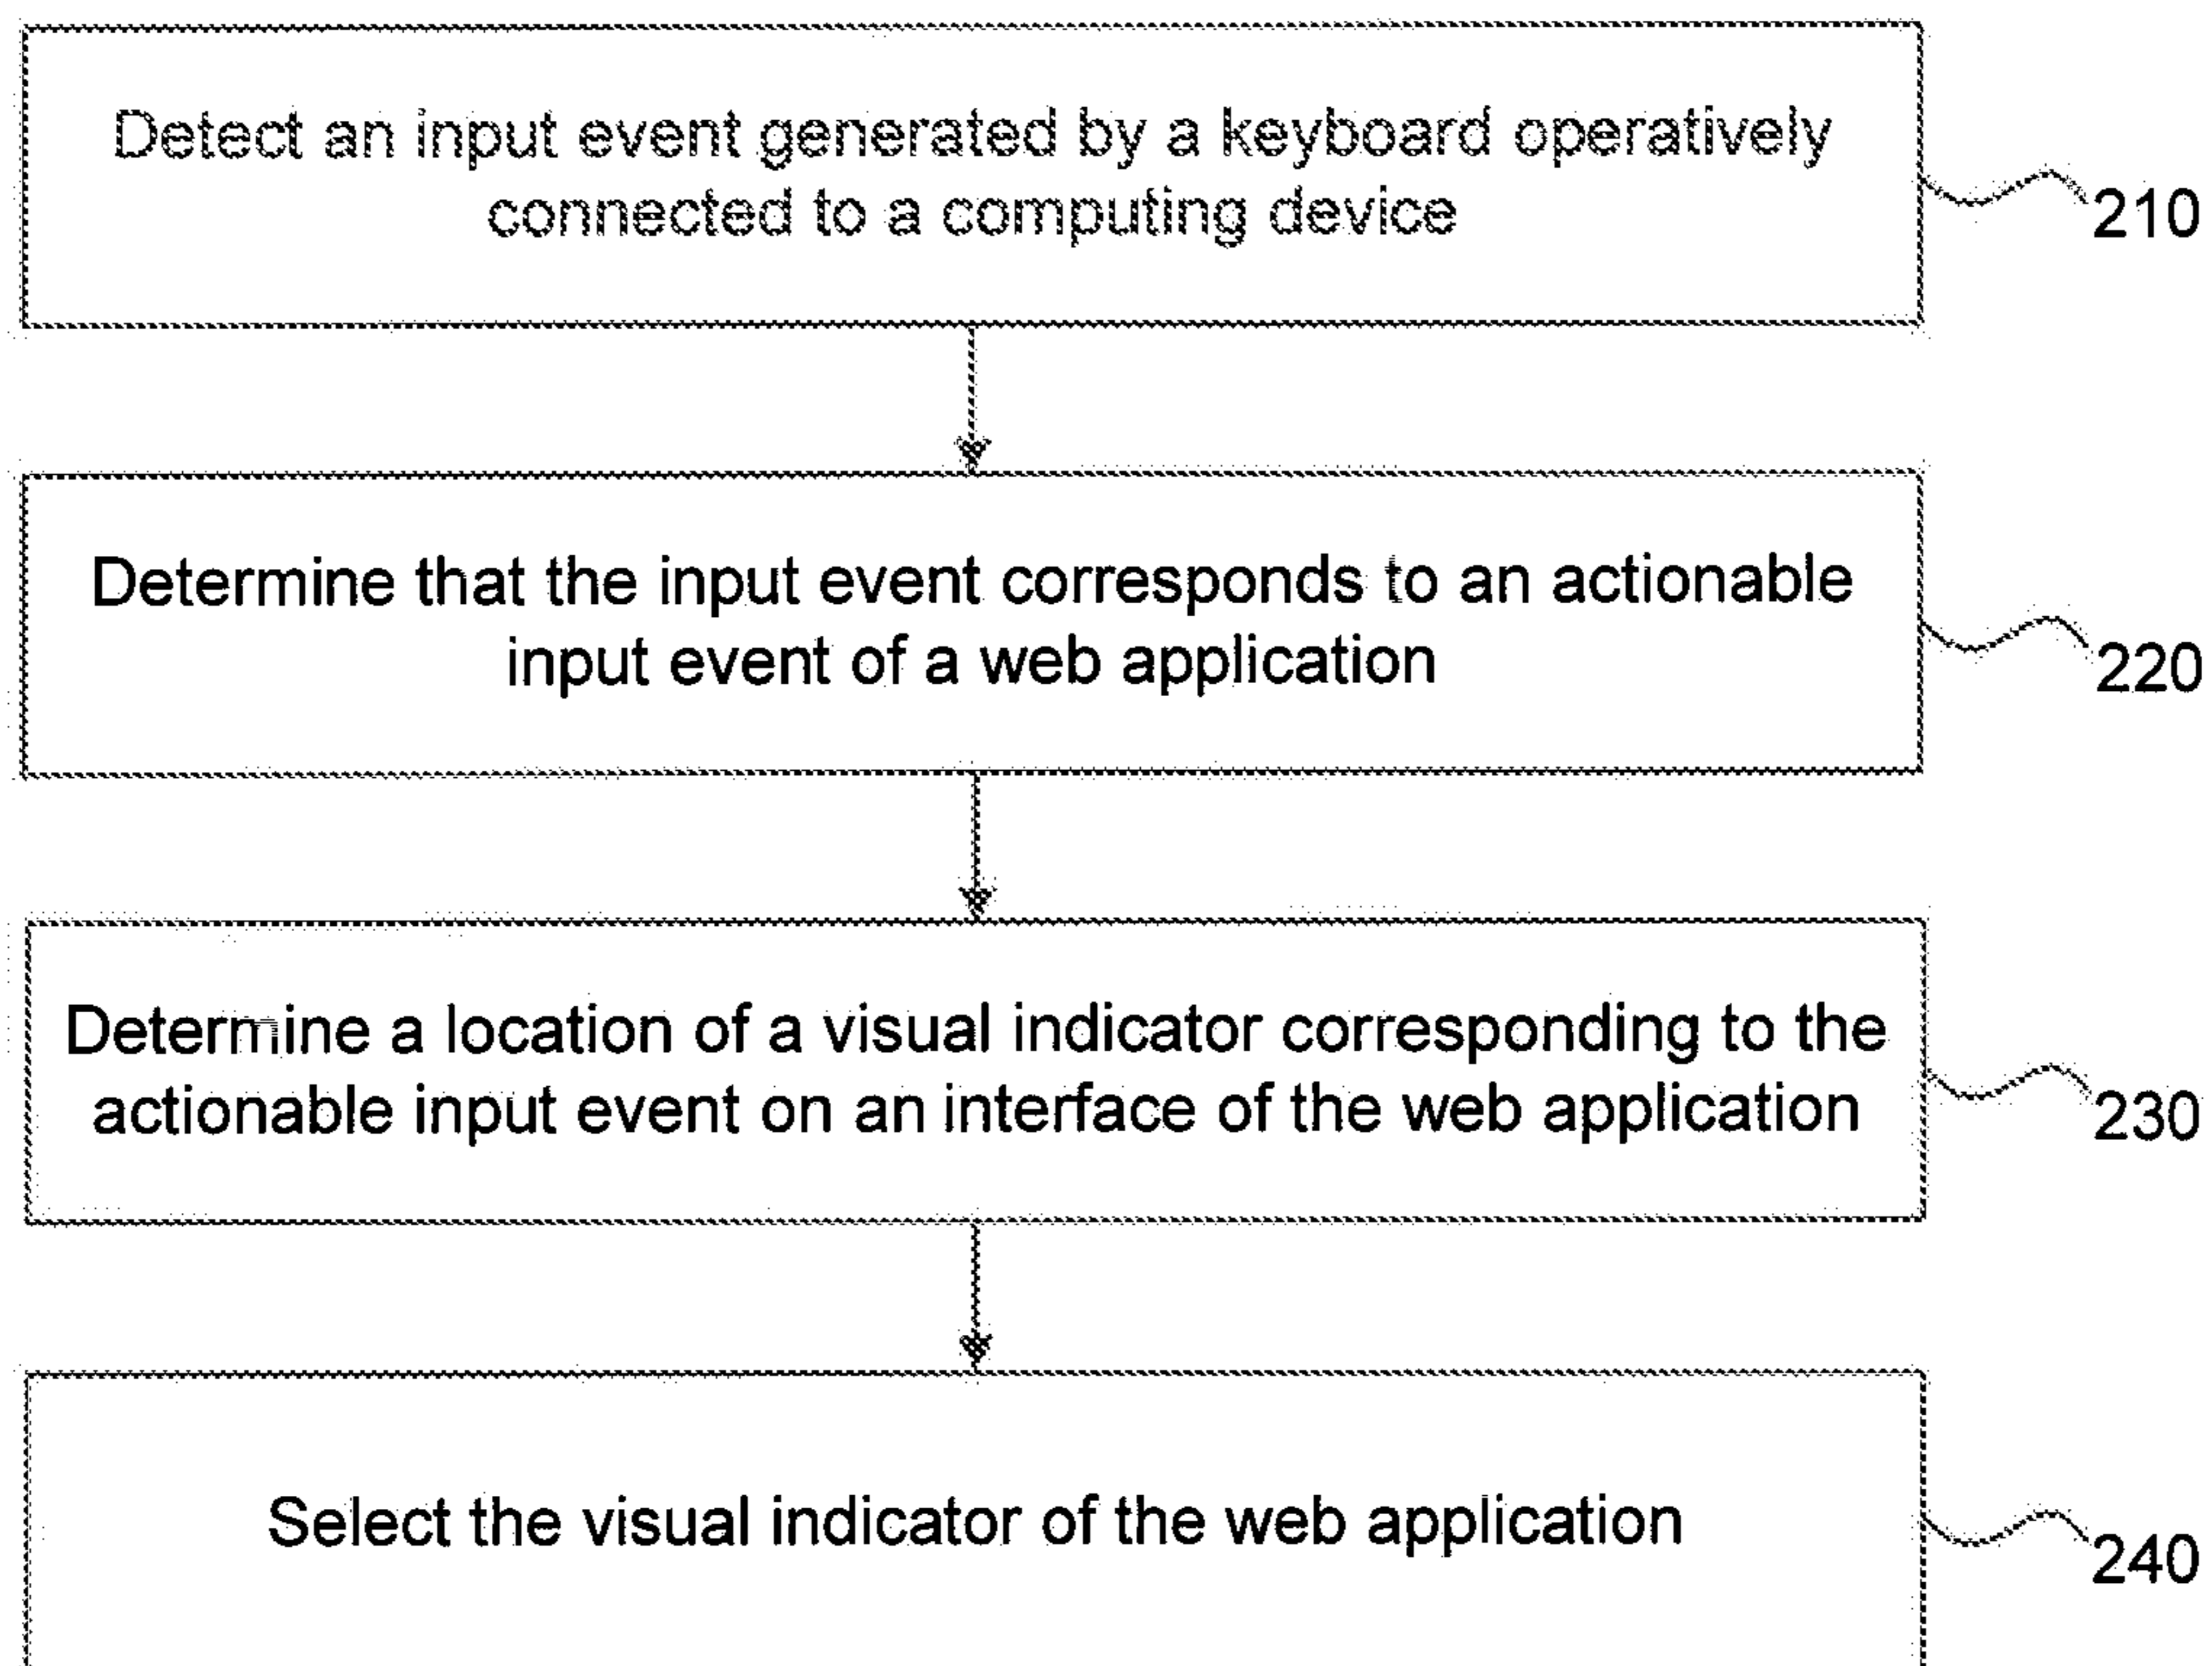 Detect an input event generated by a keyboard operatively
connected to a computing device
210
Determine that the input event corresponds to an actionable
input event of a web application
220
Determine a location of a visual indicator corresponding to the
actionable input event on an interface of the web application
230
Select the visual indicator of the web application
240